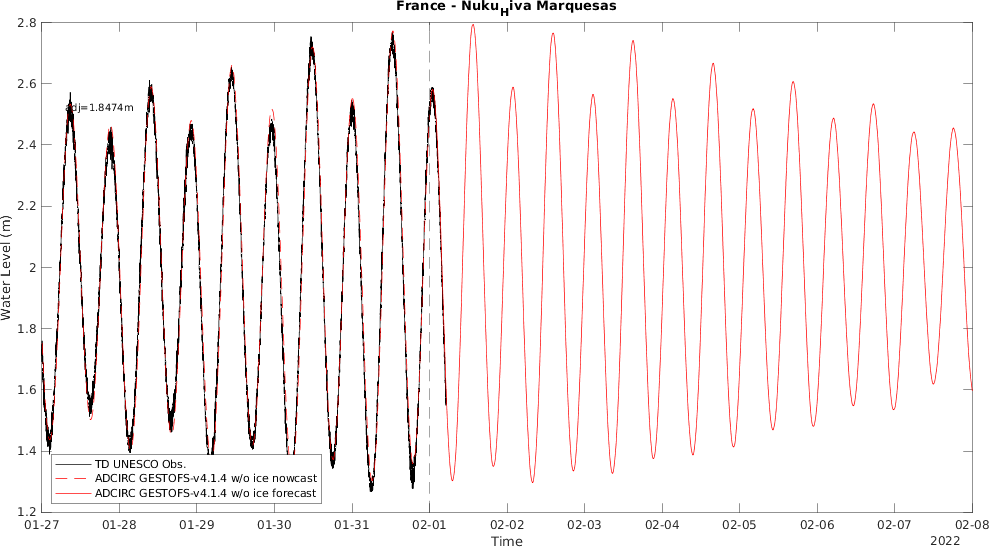 France - Nuku_Hiva Marquesas
Water Level (m)
2.8
2.6
2.4
2.2
2
1.8
1.6
1.4
1.2
adj=1.8474m
TD UNESCO Obs.
ADCIRC GESTOFS-v4.1.4 w/o ice nowcast
ADCIRC GESTOFS-v4.1.4 w/o ice forecast
01-27 01-28 01-29 01-30 01-31 02-01 02-02 02-03 02-04 02-05 02-06 02-07 02-08
Time
2022